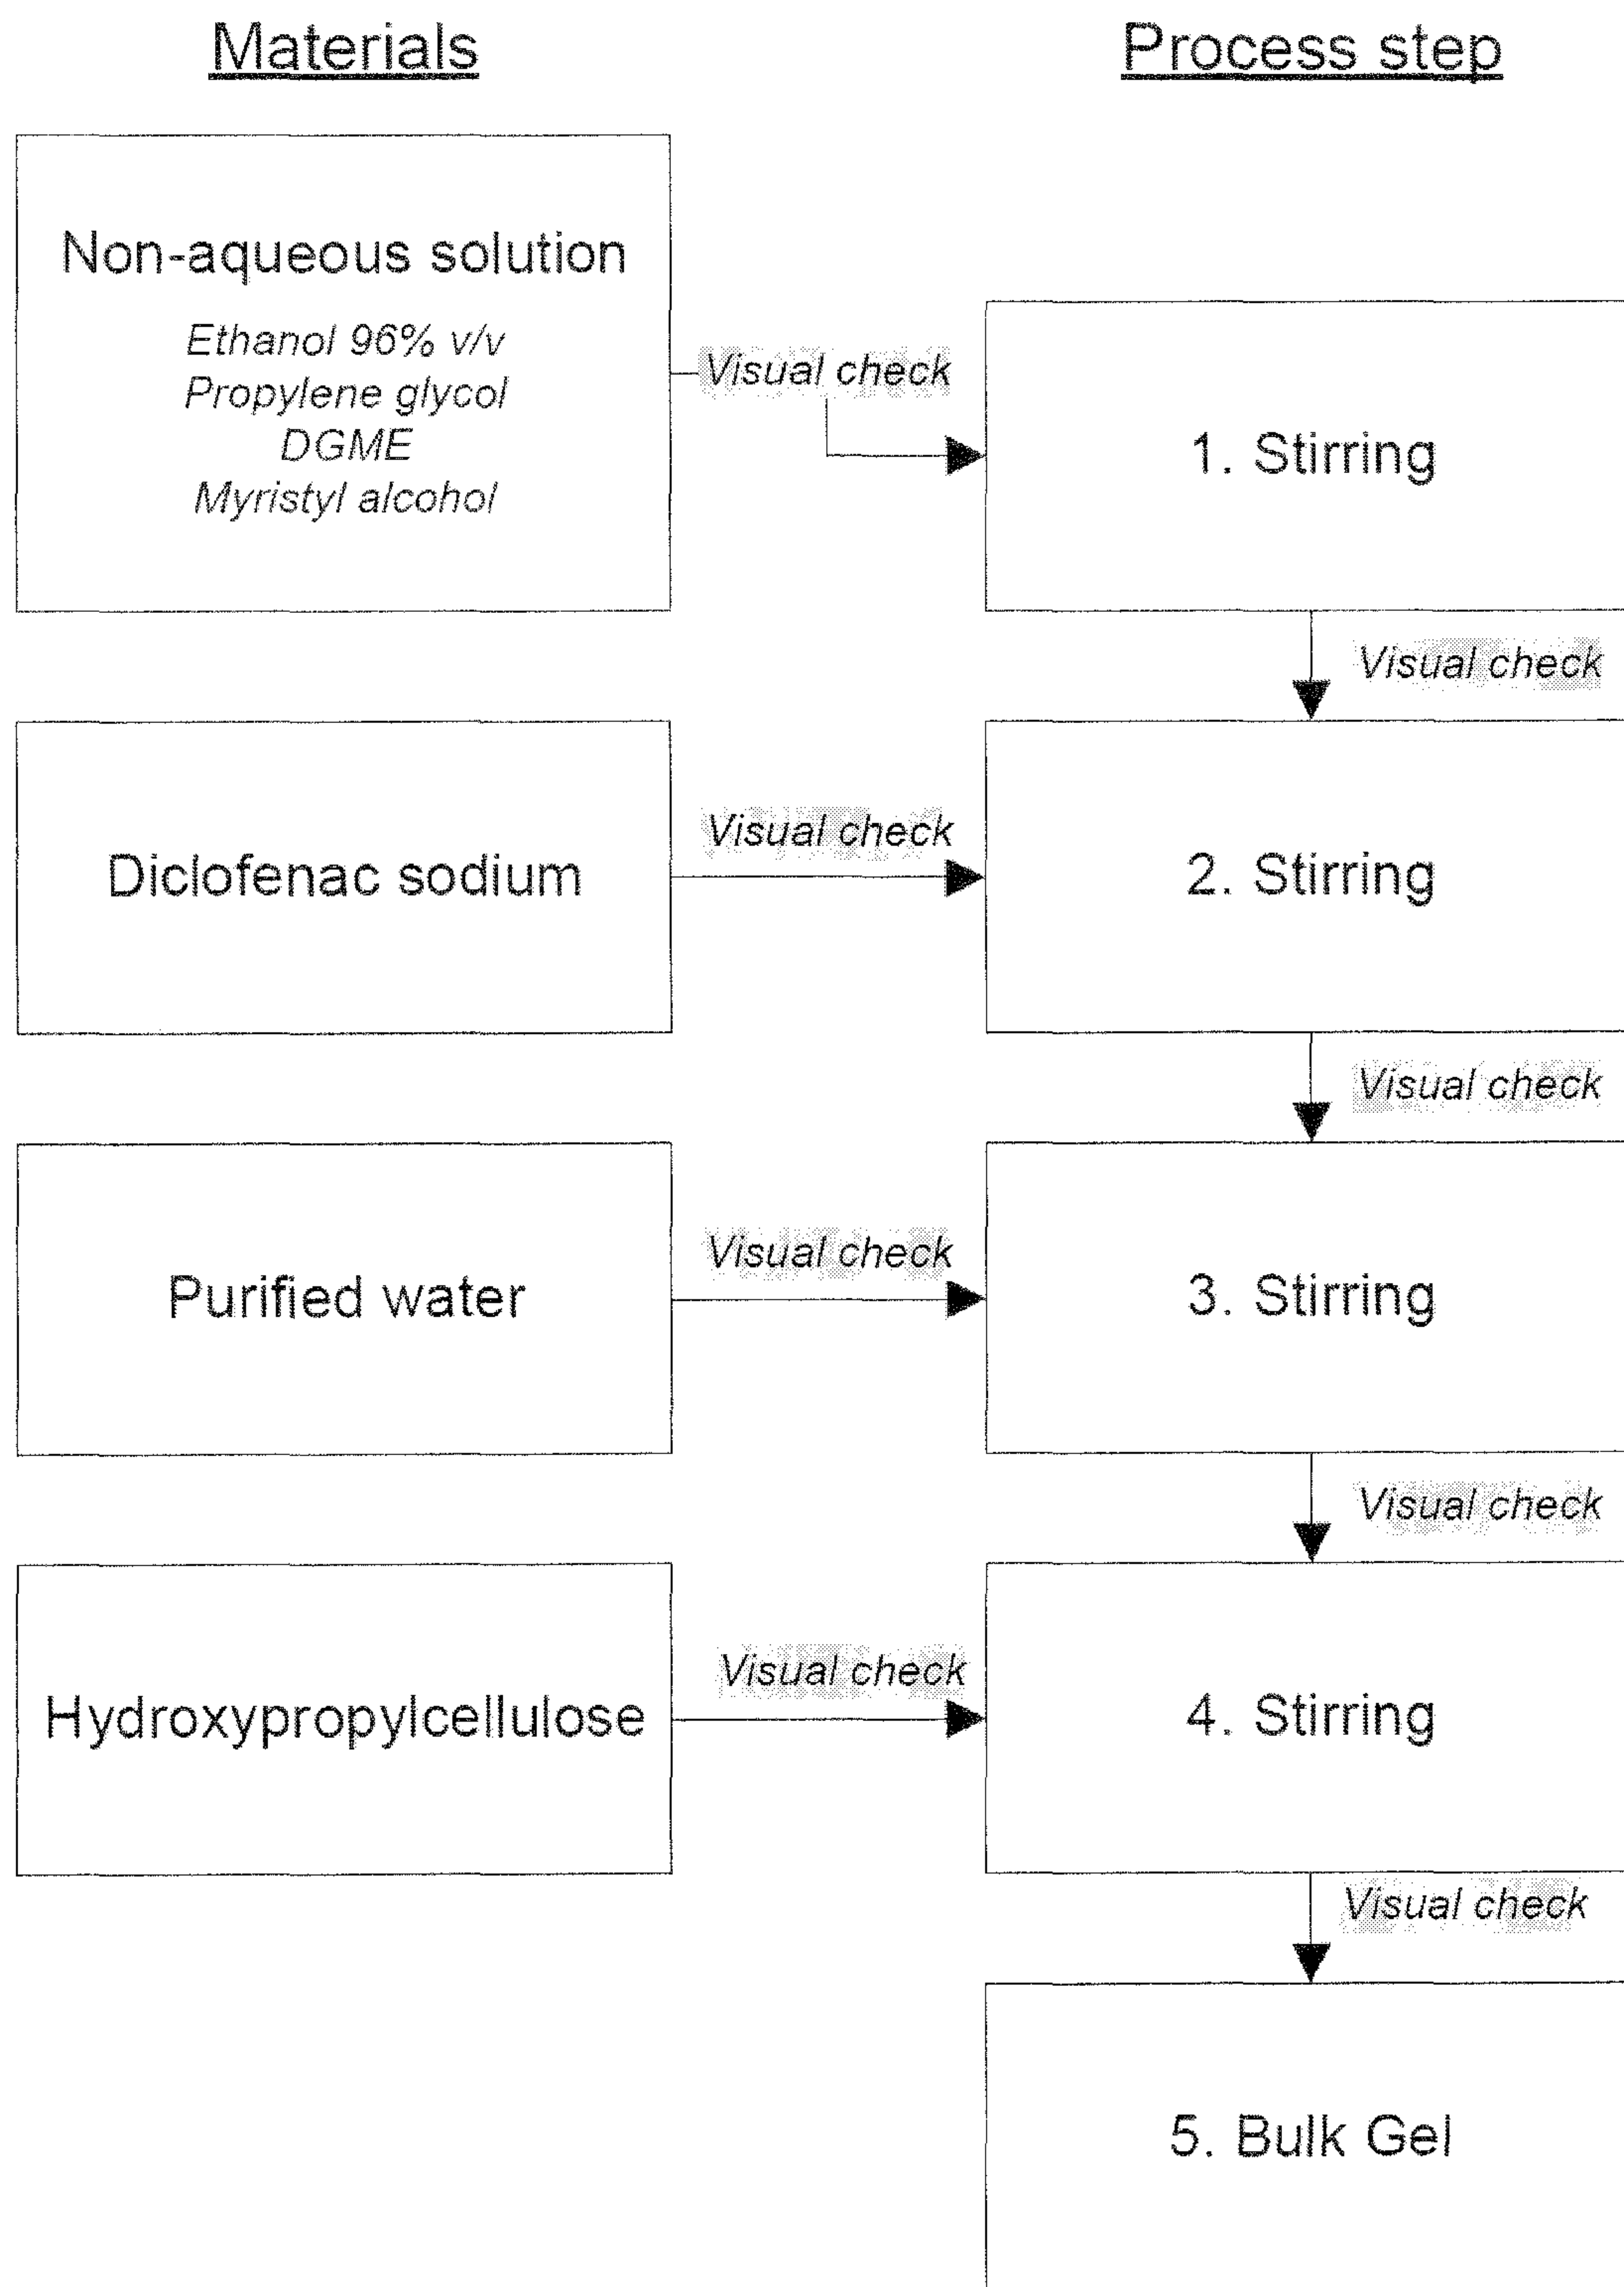 Materials
Process step
Non-aqueous solution
Ethanol 96% v/v
Propylene glycol
DGME
Myristyl alcohol
Visual check
1. Stirring
Visual check
Diclofenac sodium
Visual check
2. Stirring
Visual check
Purified water
Visual check
3. Stirring
Visual check
Hydroxypropylcellulose
Visual check
4. Stirring
Visual check
5. Bulk Gel